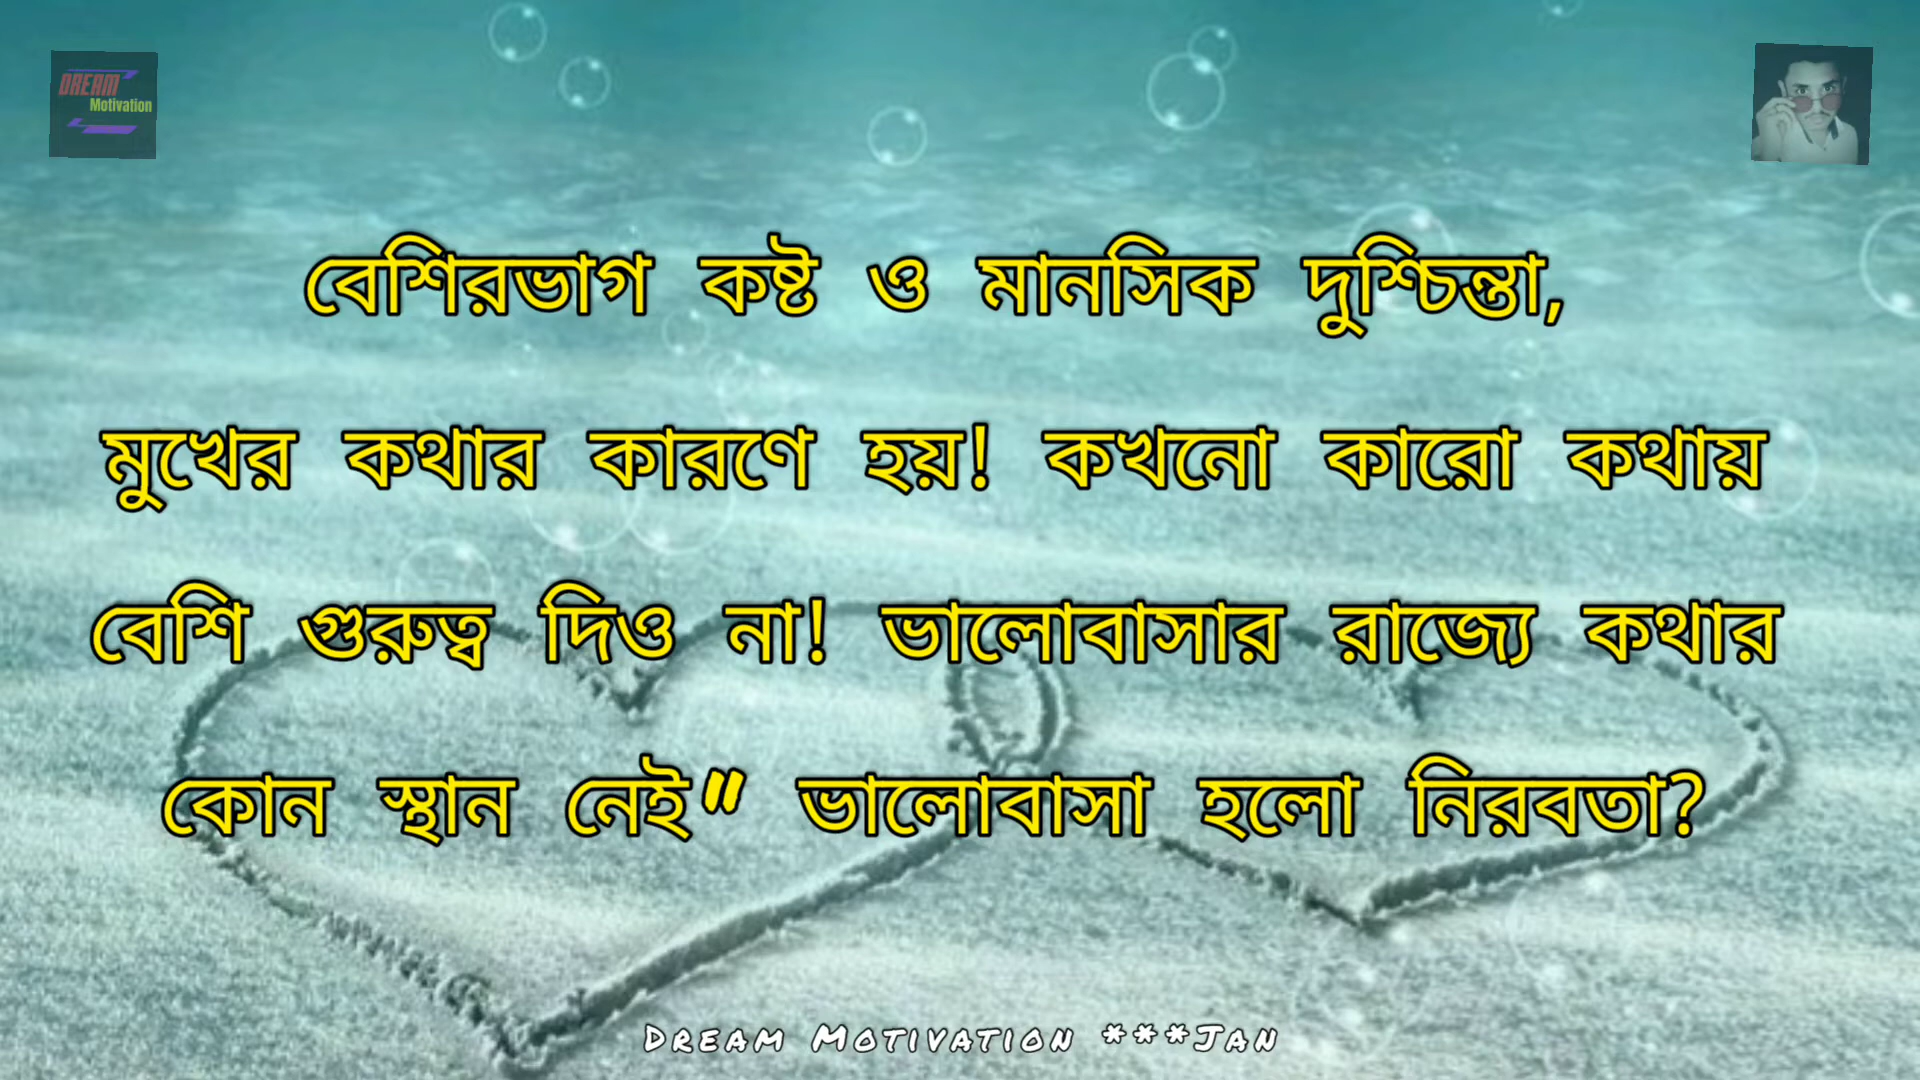 DREAM
Motivation
বেশিরভাগ কষ্ট ও মানসিক দুশ্চিন্তা,
মুখের কথার কারণে হয়! কখনো কারো কথায়
বেশি গুরুত্ব দিও না! ভালোবাসার রাজ্যে কথার
কোন স্থান নেই" ভালোবাসা হলো নিরবতা?
DREAM MOTIVATION ***JAN